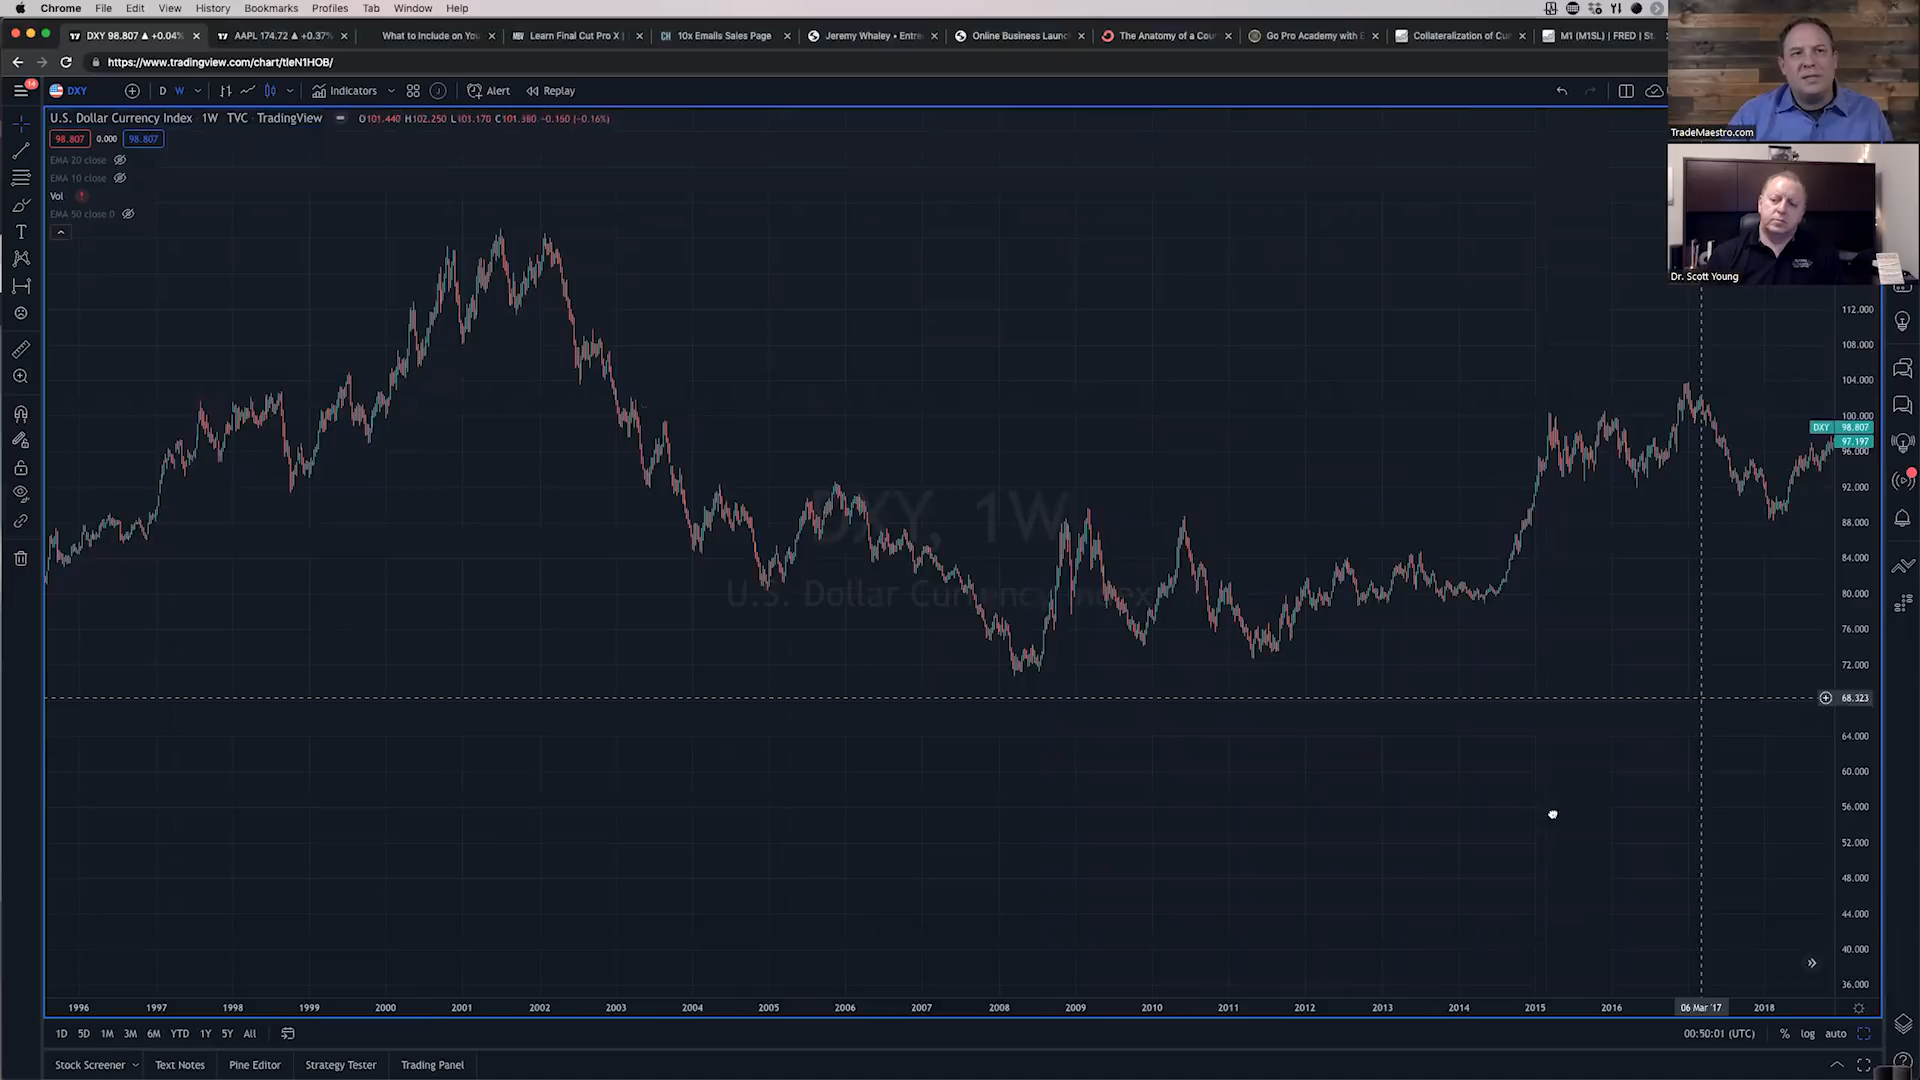 Chrome File Edit View History Bookmarks Profiles Tab Window Help
DXY 98.807 ▲ +0.04% AAPL 174.72 ▲ +0.37% What to Include on You Learn Final Cut Pro X | 10x Emails Sales Page Jeremy Whaley • Entre Online Business Launc The Anatomy of a Cou Go Pro Academy with E Collateralization of Cur M1 (M1SL) | FRED | St.
https://www.tradingview.com/chart/tleN1HOB/
14
DXY D W Indicators Alert Replay
U.S. Dollar Currency Index 1W TVC TradingView O101.440 H102.250 L101.170 C101.380 -0.160 (-0.16%)
98.807 0.000 98.807
EMA 20 close
EMA 10 close
Vol
EMA 50 close 0
TradeMaestro.com
Dr. Scott Young
DXY, 1W
U.S. Dollar Currency Index
112.000
108.000
104.000
100.000
DXY 98.807
97.197
96.000
92.000
88.000
84.000
80.000
76.000
72.000
68.323
64.000
60.000
56.000
52.000
48.000
44.000
40.000
36.000
1996 1997 1998 1999 2000 2001 2002 2003 2004 2005 2006 2007 2008 2009 2010 2011 2012 2013 2014 2015 2016 06 Mar '17 2018
1D 5D 1M 3M 6M YTD 1Y 5Y All 00:50:01 (UTC) % log auto
Stock Screener Text Notes Pine Editor Strategy Tester Trading Panel